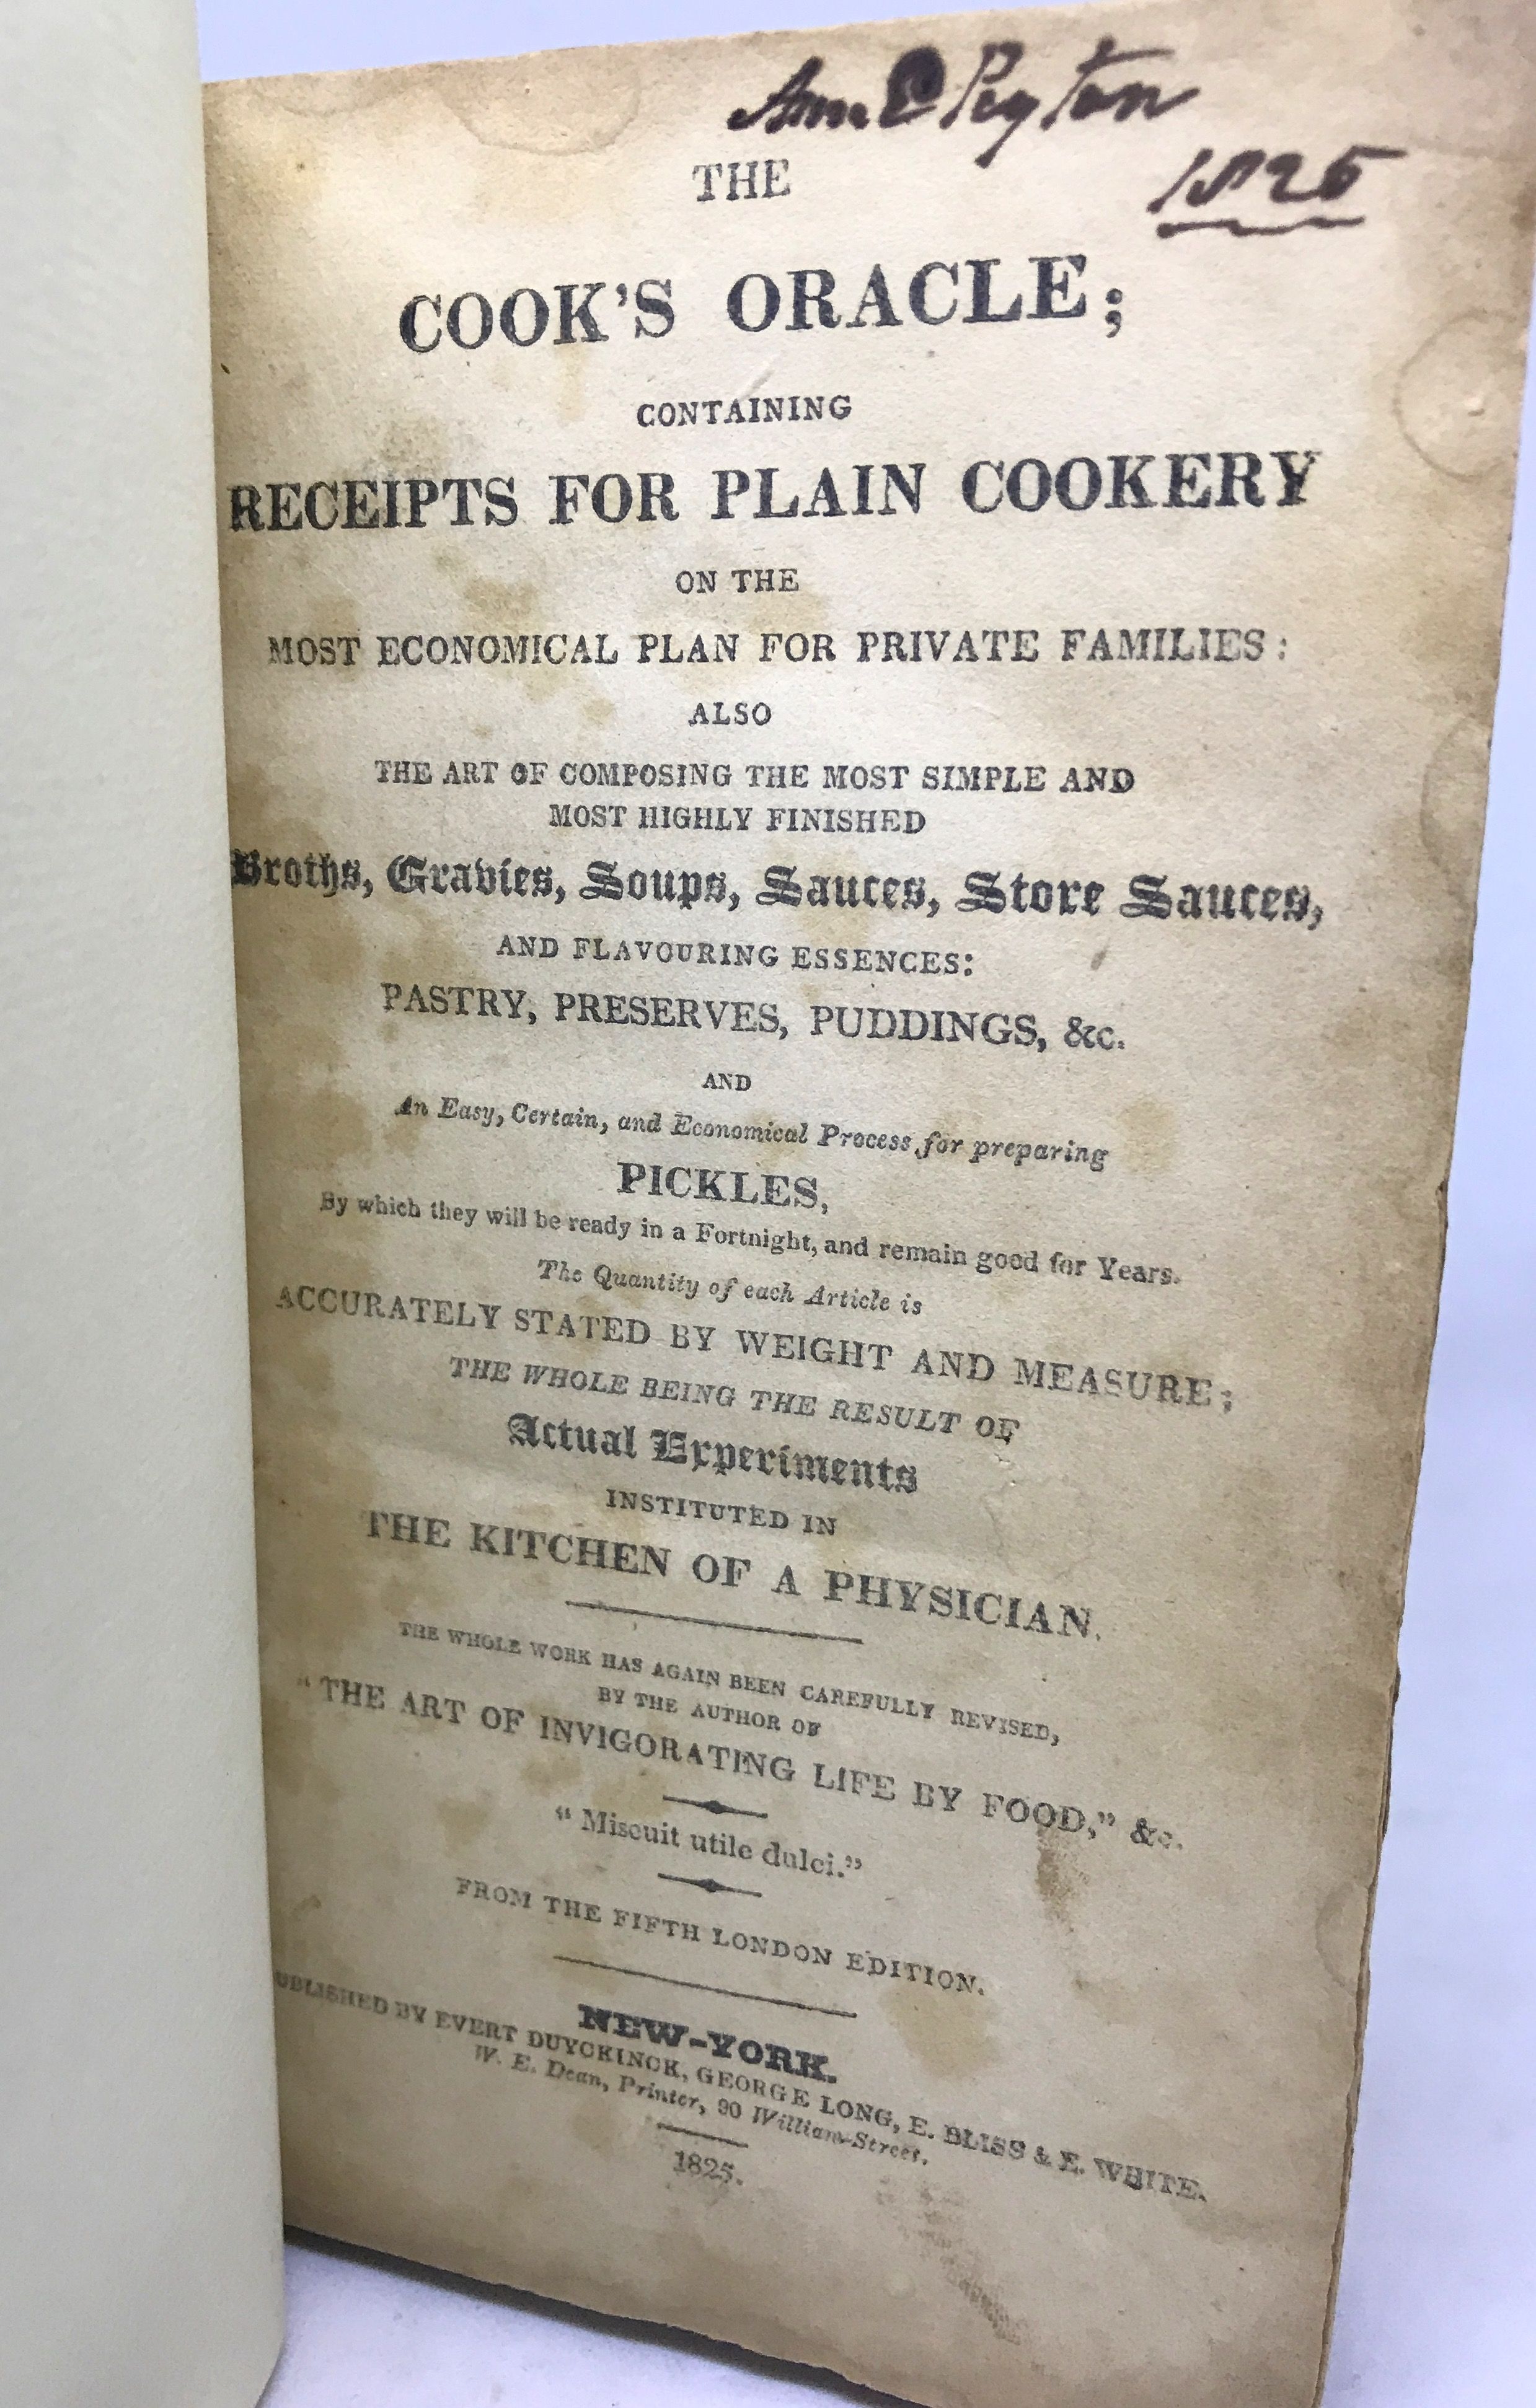 Ann C Peyton
1825
THE
COOK'S ORACLE;
CONTAINING
RECEIPTS FOR PLAIN COOKERY
ON THE
MOST ECONOMICAL PLAN FOR PRIVATE FAMILIES:
ALSO
THE ART OF COMPOSING THE MOST SIMPLE AND
MOST HIGHLY FINISHED
Broths, Gravies, Soups, Sauces, Store Sauces,
AND FLAVOURING ESSENCES:
PASTRY, PRESERVES, PUDDINGS, &c.
AND
An Easy, Certain, and Economical Process for preparing
PICKLES,
By which they will be ready in a Fortnight, and remain good for Years.
The Quantity of each Article is
ACCURATELY STATED BY WEIGHT AND MEASURE;
THE WHOLE BEING THE RESULT OF
Actual Experiments
INSTITUTED IN
THE KITCHEN OF A PHYSICIAN.
THE WHOLE WORK HAS AGAIN BEEN CAREFULLY REVISED,
BY THE AUTHOR OF
"THE ART OF INVIGORATING LIFE BY FOOD," &c.
"Miscuit utile dulci."
FROM THE FIFTH LONDON EDITION.
NEW-YORK.
UBLISHED BY EVERT DUYCKINCK, GEORGE LONG, E. BLISS & E. WHITE.
W. E. Dean, Printer, 90 William-Street.
1825.